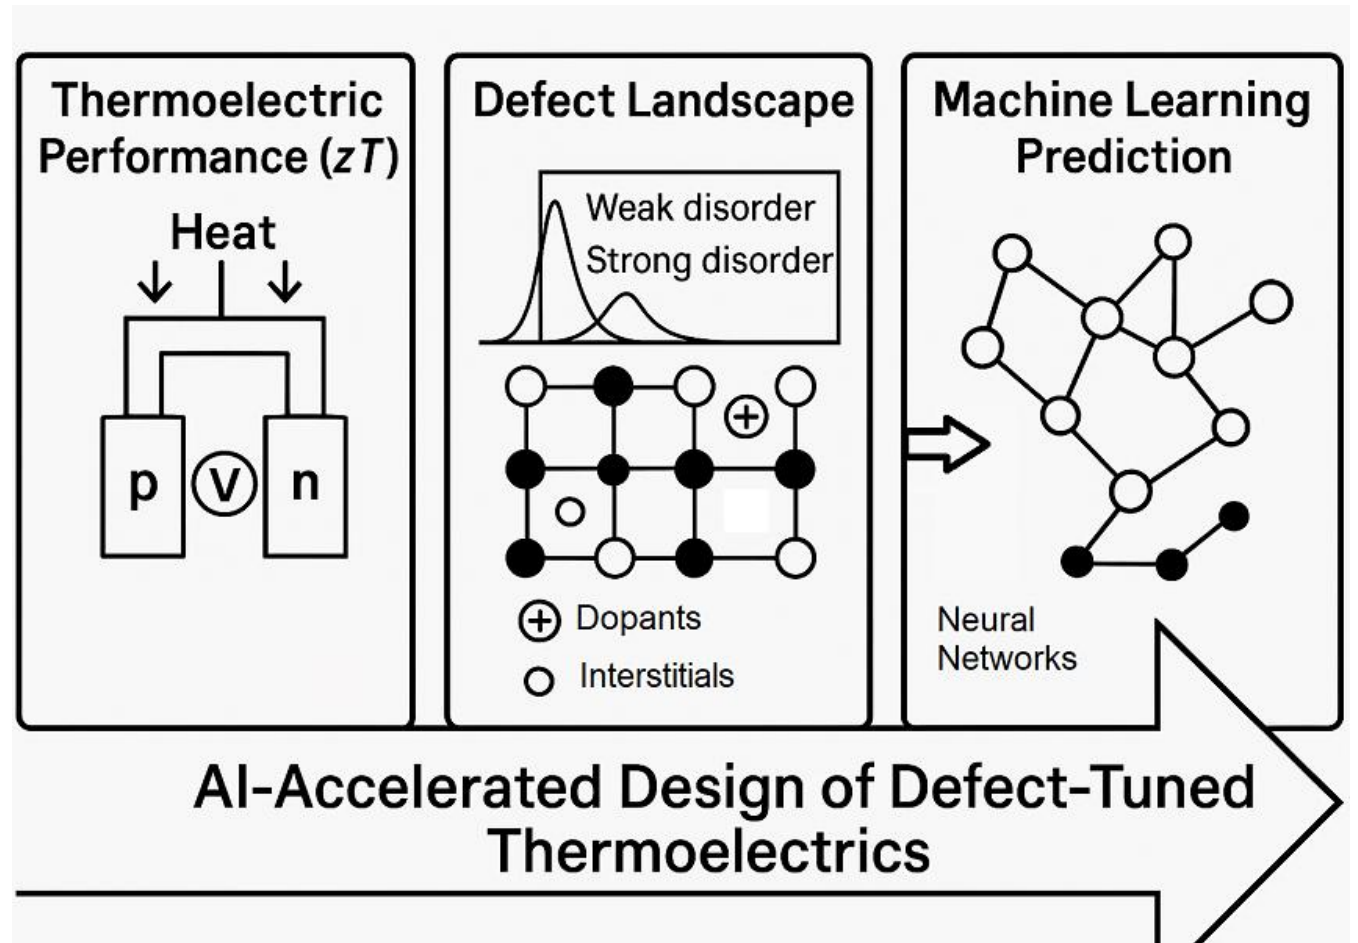 Thermoelectric
Performance (zT)
Heat
p
V
n
Defect Landscape
Weak disorder
Strong disorder
+
+ Dopants
Interstitials
Machine Learning
Prediction
Neural
Networks
AI-Accelerated Design of Defect-Tuned
Thermoelectrics